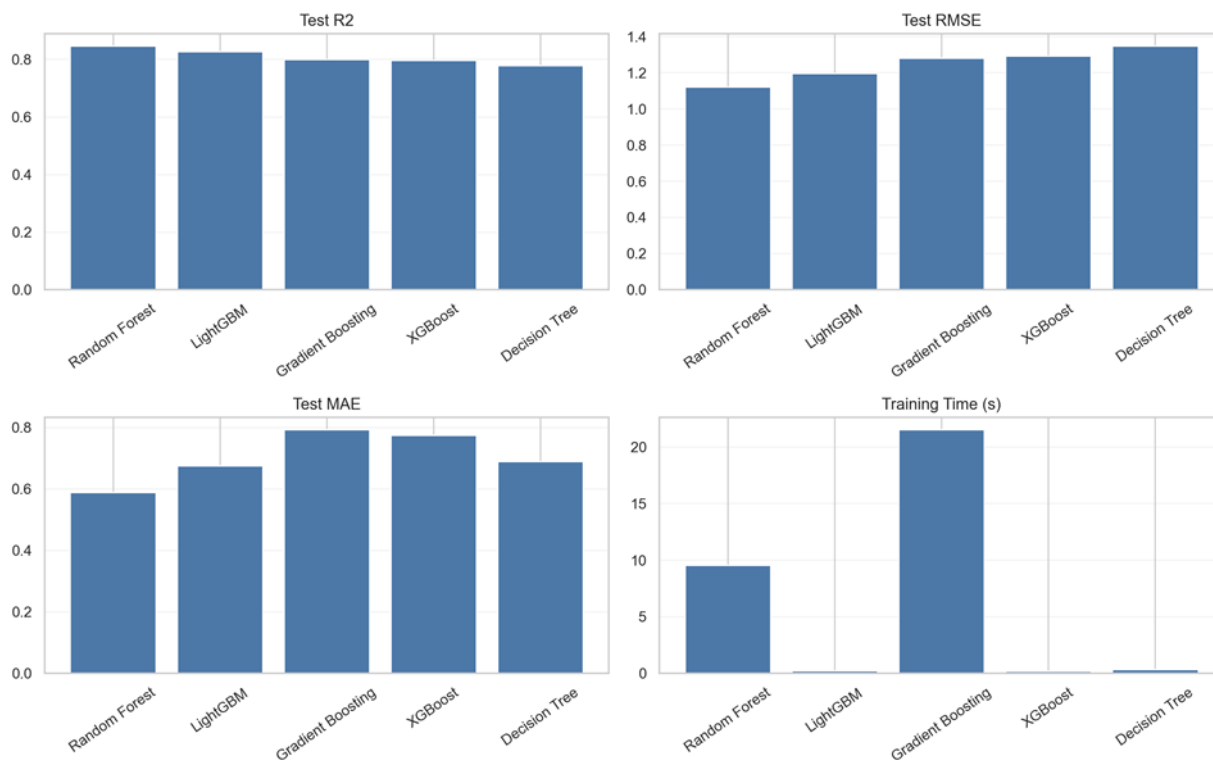 Test R2
0.8
0.6
0.4
0.2
0.0
Random Forest
LightGBM
Gradient Boosting
XGBoost
Decision Tree
Test RMSE
1.4
1.2
1.0
0.8
0.6
0.4
0.2
0.0
Random Forest
LightGBM
Gradient Boosting
XGBoost
Decision Tree
Test MAE
0.8
0.6
0.4
0.2
0.0
Random Forest
LightGBM
Gradient Boosting
XGBoost
Decision Tree
Training Time (s)
20
15
10
5
0
Random Forest
LightGBM
Gradient Boosting
XGBoost
Decision Tree